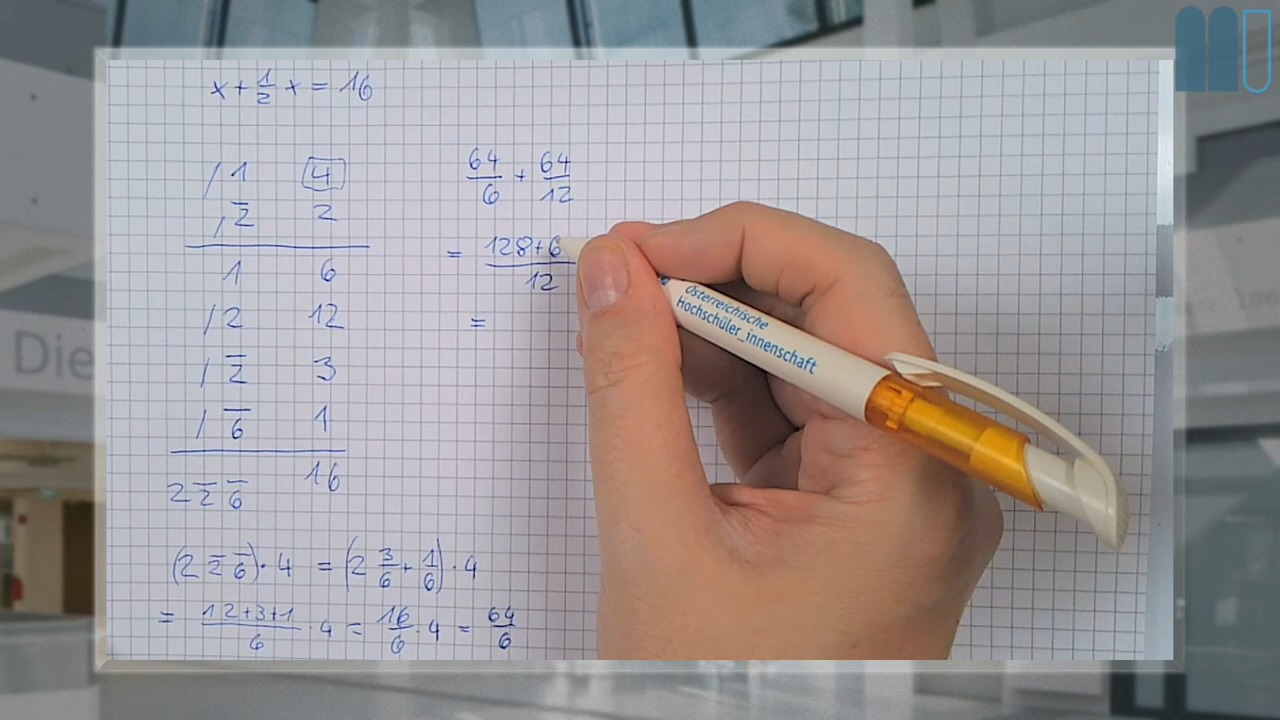 x + 1/2 x = 16
/ 1 4
/ 2̅ 2
1 6
/ 2 12
/ 2̅ 3
/ 6̅ 1
2 2̅ 6̅ 16
(2 2̅ 6̅) · 4 = (2 3/6 + 1/6) · 4
= (12+3+1)/6 · 4 = 16/6 · 4 = 64/6
64/6 + 64/12
= (128+6)/12
=
österreichische
Hochschüler_innenschaft
Die
MU